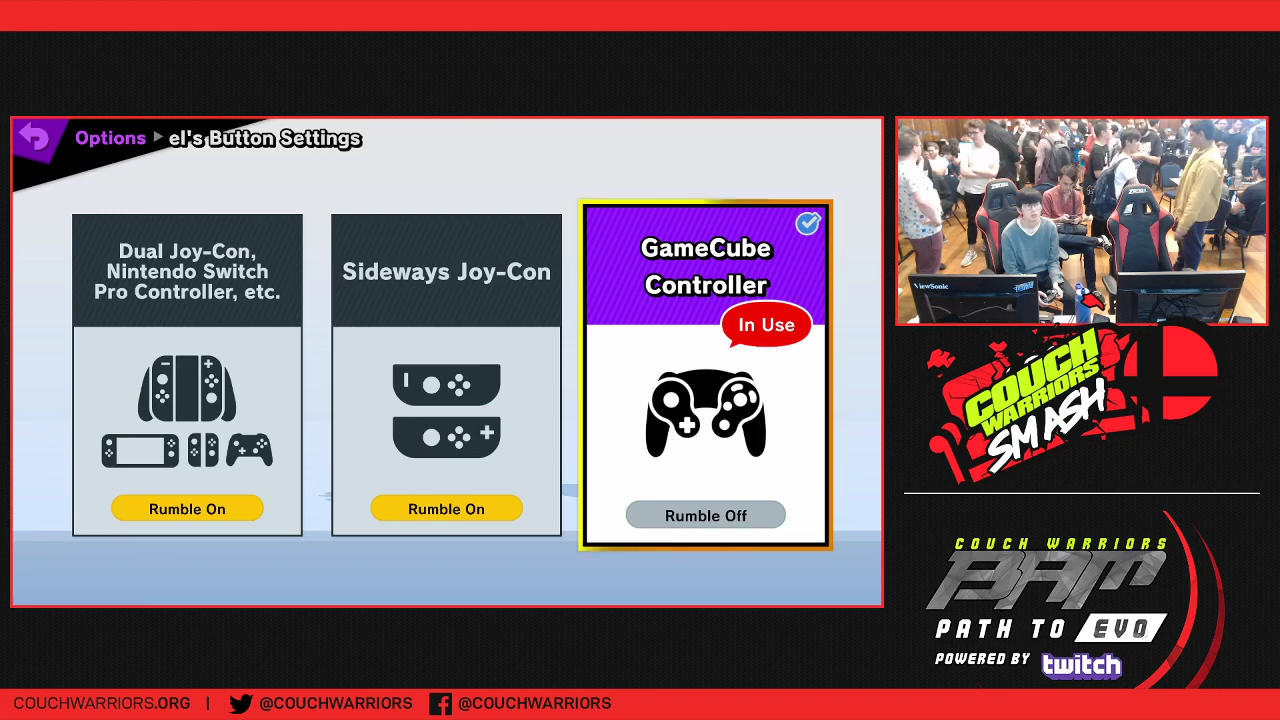 Options ▶ el's Button Settings
Dual Joy-Con,
Nintendo Switch
Pro Controller, etc.
Rumble On
Sideways Joy-Con
Rumble On
GameCube
Controller
In Use
Rumble Off
ViewSonic
COUCH
WARRIORS
SMASH
COUCH WARRIORS
BAM
PATH TO EVO
POWERED BY twitch
COUCHWARRIORS.ORG | @COUCHWARRIORS @COUCHWARRIORS